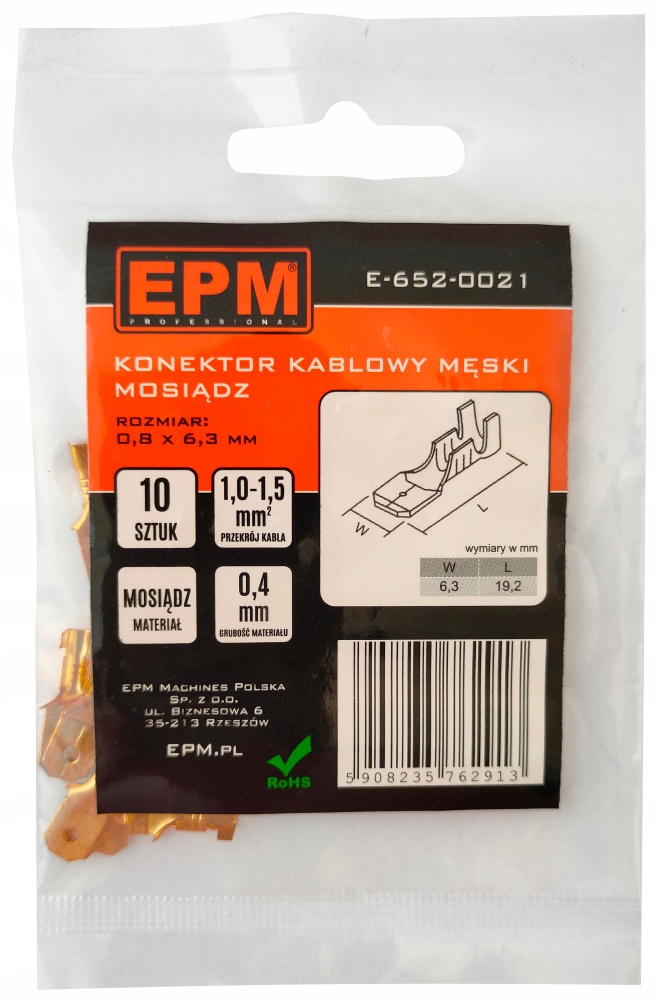 EPM®
PROFESSIONAL
E-652-0021
KONEKTOR KABLOWY MĘSKI
MOSIĄDZ
ROZMIAR:
0,8 x 6,3 MM
10
SZTUK
1,0-1,5
mm²
PRZEKRÓJ KABLA
MOSIĄDZ
MATERIAŁ
0,4
mm
GRUBOŚĆ MATERIAŁU
W
L
wymiary w mm
W L
6,3 19,2
EPM MACHINES POLSKA
SP. Z O.O.
UL. BIZNESOWA 6
35-213 RZESZÓW
EPM.PL
RoHS
5 908235 762913